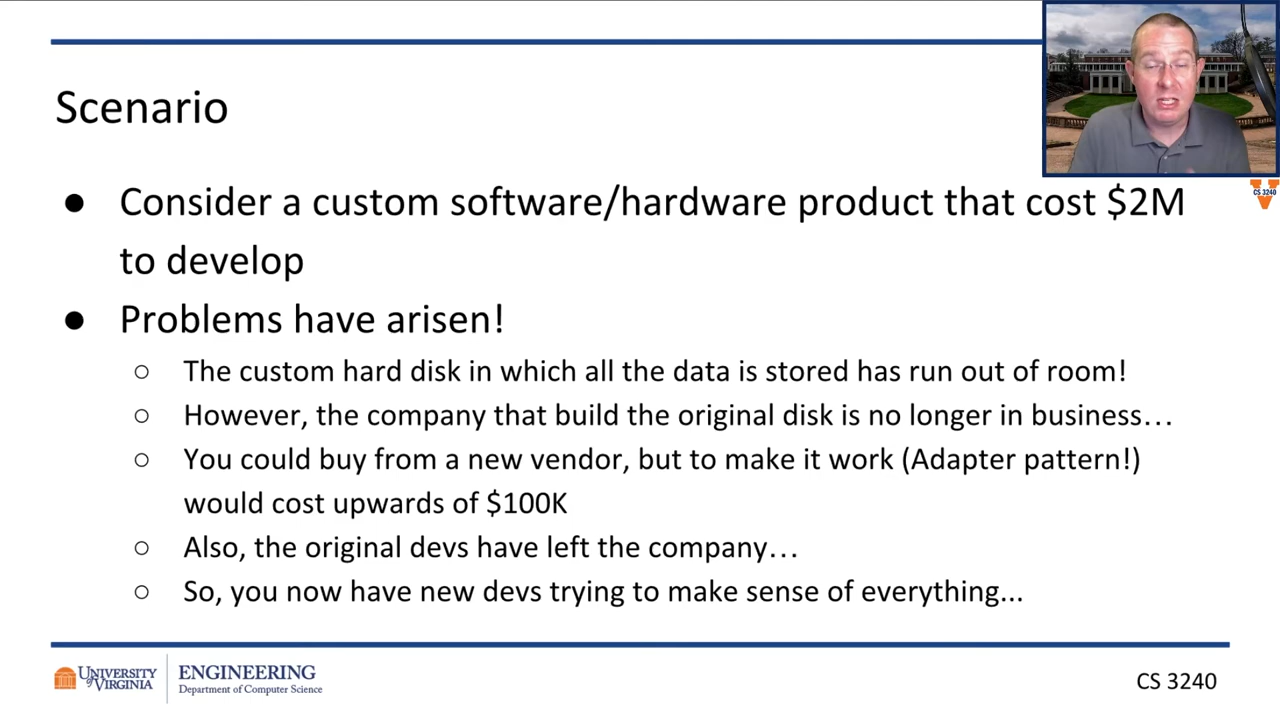 Scenario
● Consider a custom software/hardware product that cost $2M
to develop
● Problems have arisen!
○ The custom hard disk in which all the data is stored has run out of room!
○ However, the company that build the original disk is no longer in business…
○ You could buy from a new vendor, but to make it work (Adapter pattern!)
would cost upwards of $100K
○ Also, the original devs have left the company…
○ So, you now have new devs trying to make sense of everything...
CS 3240
UNIVERSITY
of VIRGINIA
ENGINEERING
Department of Computer Science
CS 3240